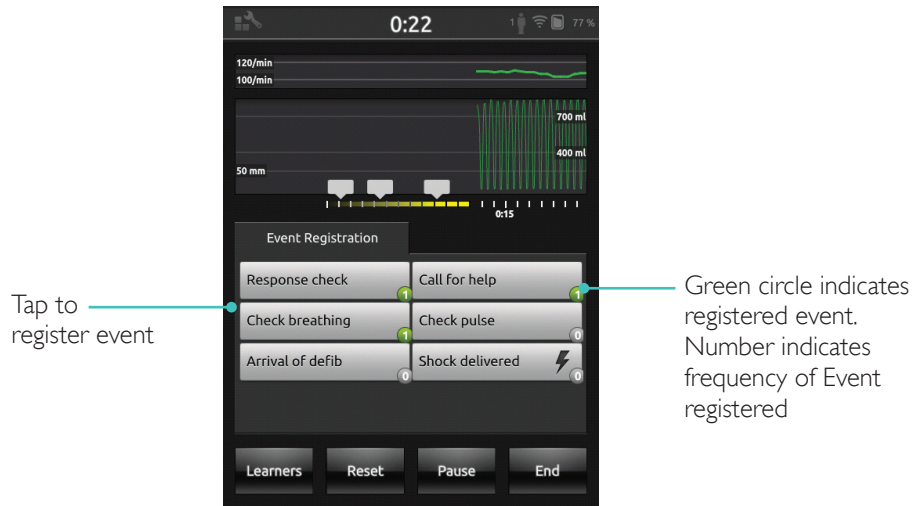 0:22
1
77 %
120/min
100/min
700 ml
400 ml
50 mm
0:15
Event Registration
Response check
1
Call for help
1
Check breathing
1
Check pulse
0
Arrival of defib
0
Shock delivered
0
Learners
Reset
Pause
End
Tap to
register event
Green circle indicates
registered event.
Number indicates
frequency of Event
registered